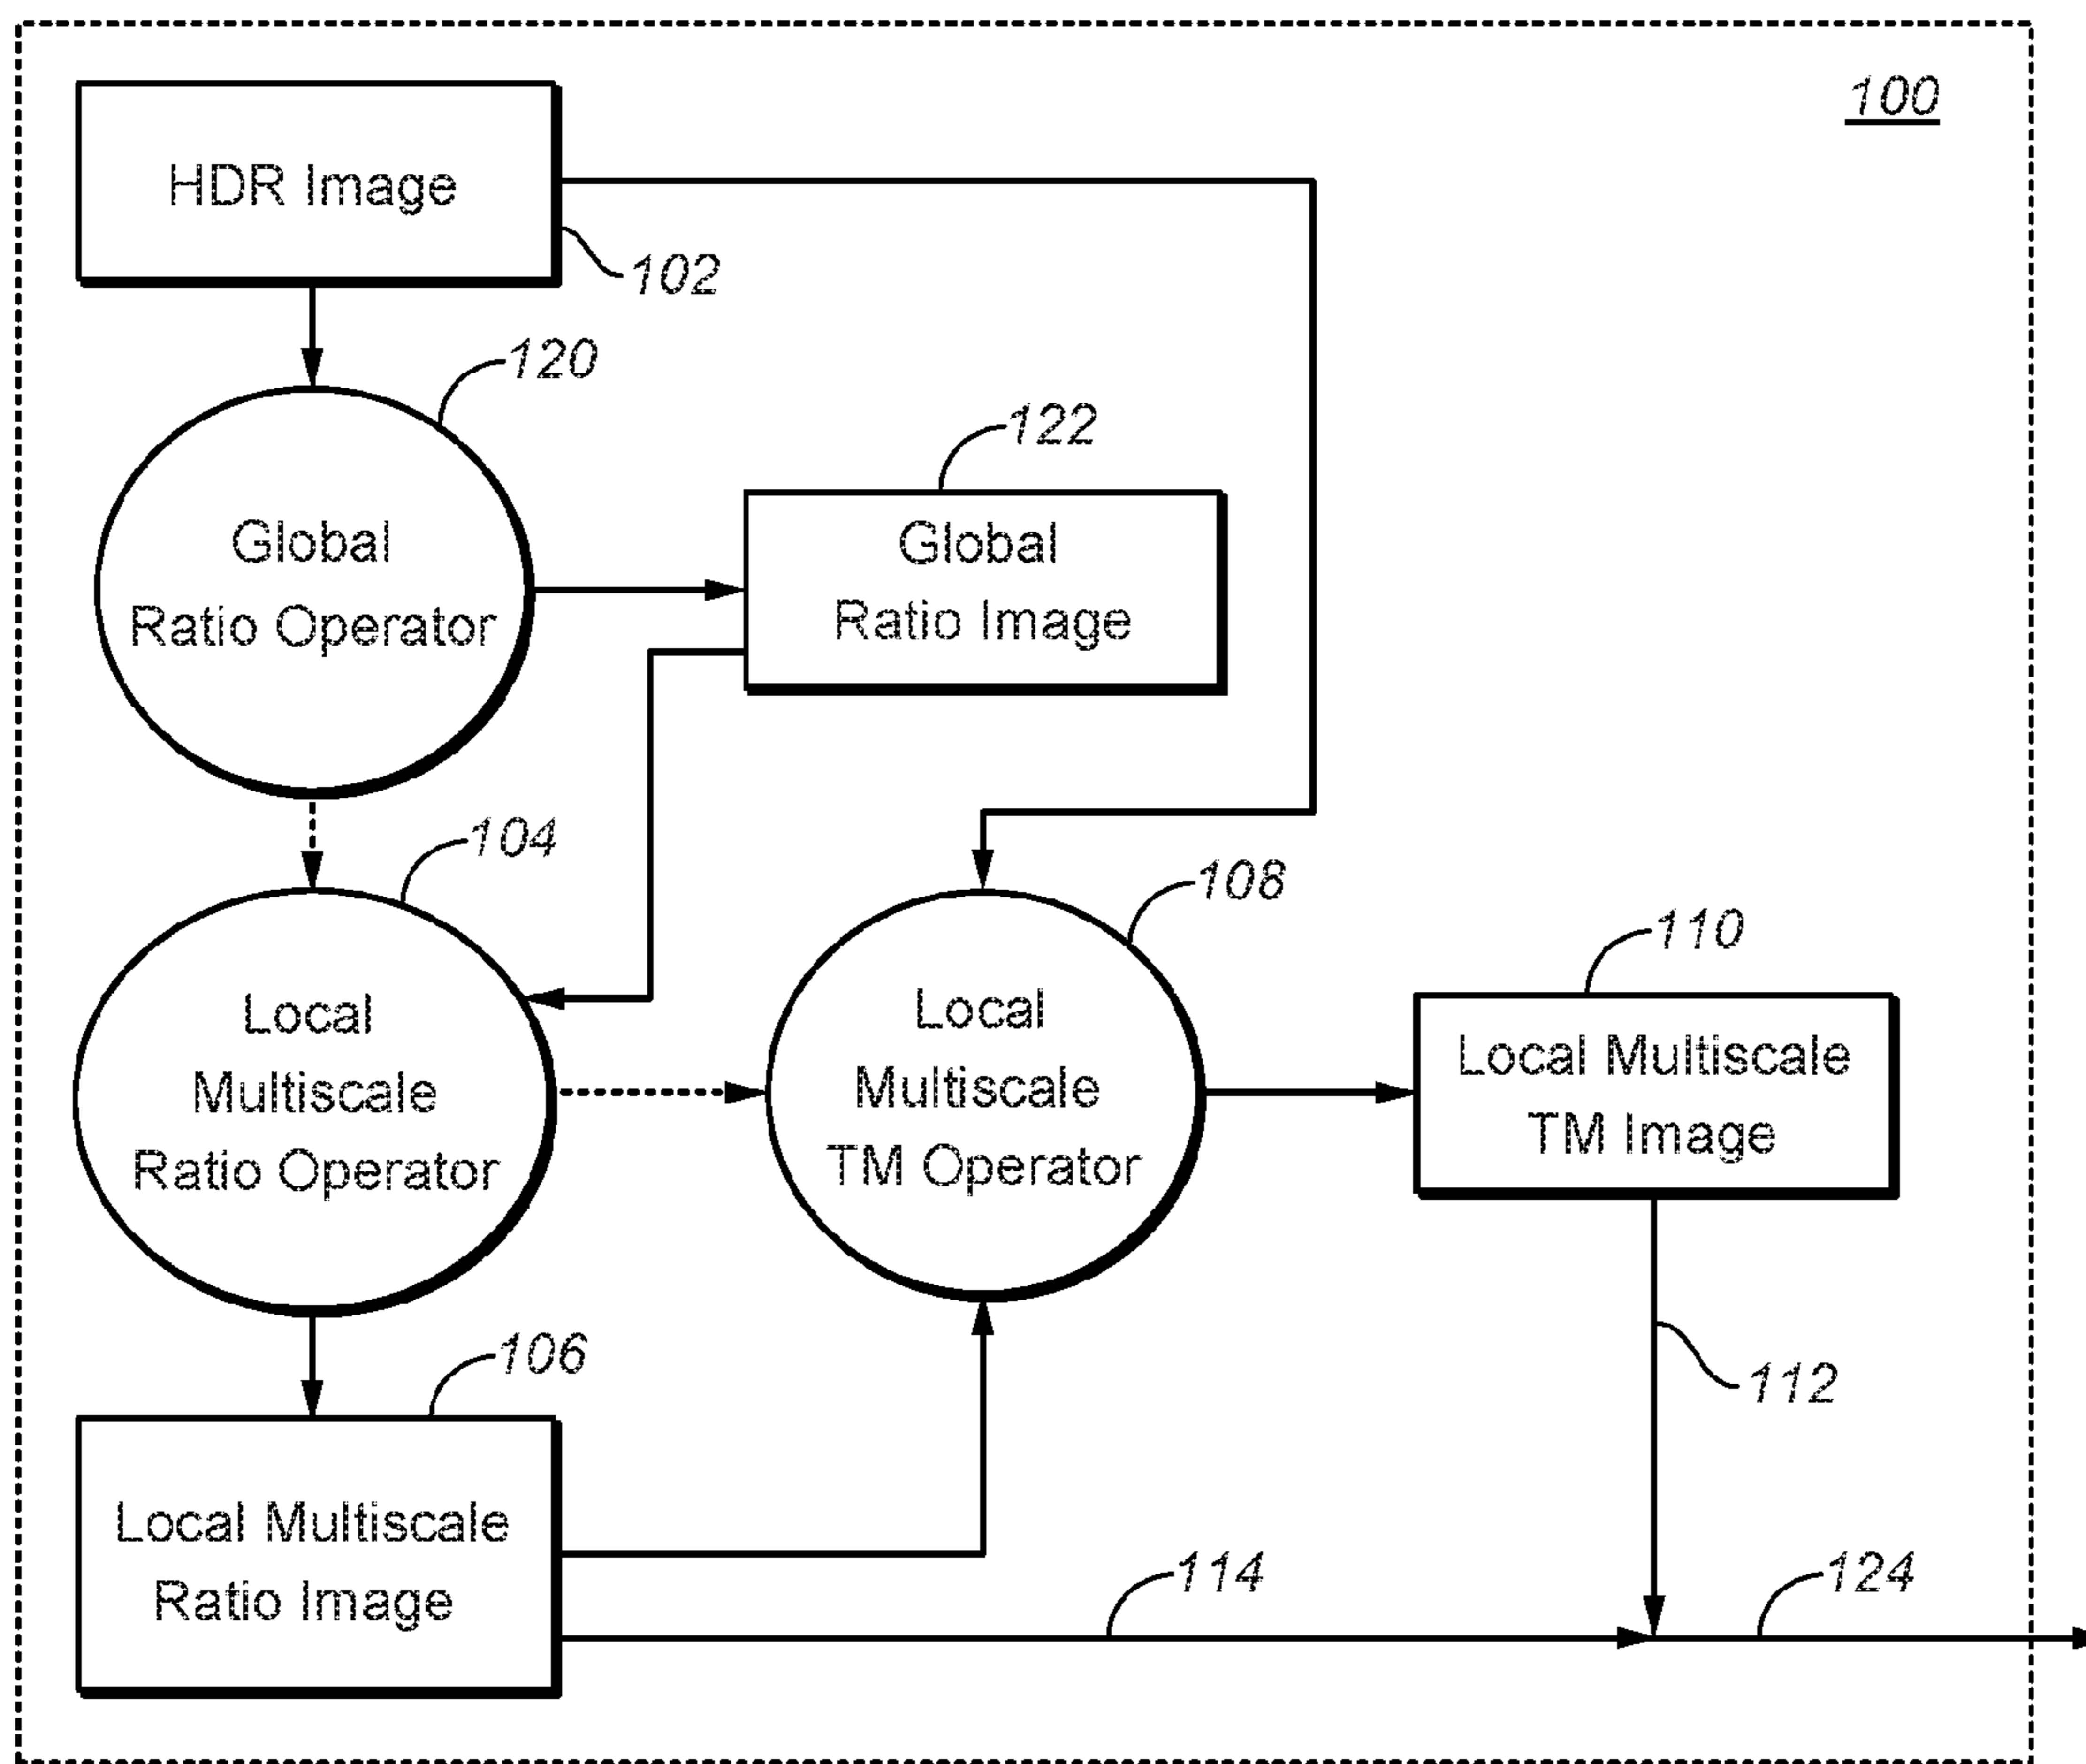 100
HDR Image
102
120
122
Global
Ratio Operator
Global
Ratio Image
104
108
110
Local
Multiscale
Ratio Operator
Local
Multiscale
TM Operator
Local Multiscale
TM Image
106
112
Local Multiscale
Ratio Image
114
124